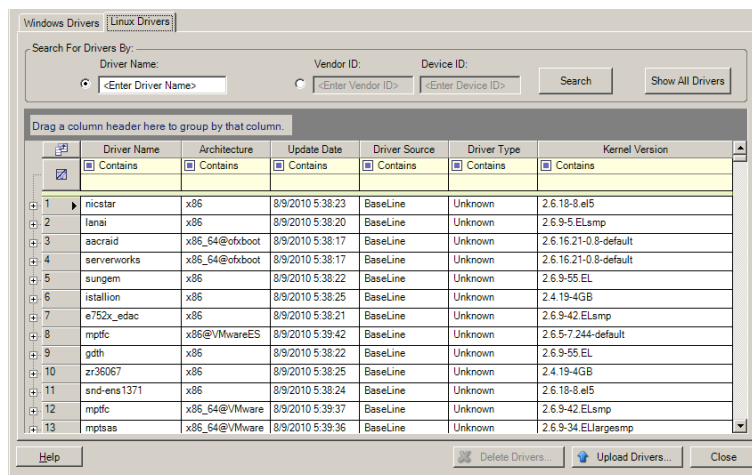 Windows Drivers Linux Drivers
Search For Drivers By:
Driver Name: Vendor ID: Device ID:
<Enter Driver Name> <Enter Vendor ID> <Enter Device ID> Search Show All Drivers
Drag a column header here to group by that column.
Driver Name Architecture Update Date Driver Source Driver Type Kernel Version
Contains Contains Contains Contains Contains Contains
1 nicstar x86 8/9/2010 5:38:23 BaseLine Unknown 2.6.18-8.el5
2 lanai x86 8/9/2010 5:38:20 BaseLine Unknown 2.6.9-5.ELsmp
3 aacraid x86_64@ofxboot 8/9/2010 5:38:17 BaseLine Unknown 2.6.16.21-0.8-default
4 serverworks x86_64@ofxboot 8/9/2010 5:38:17 BaseLine Unknown 2.6.16.21-0.8-default
5 sungem x86 8/9/2010 5:38:22 BaseLine Unknown 2.6.9-55.EL
6 istallion x86 8/9/2010 5:38:25 BaseLine Unknown 2.4.19-4GB
7 e752x_edac x86 8/9/2010 5:38:21 BaseLine Unknown 2.6.9-42.ELsmp
8 mptfc x86@VMwareES 8/9/2010 5:39:42 BaseLine Unknown 2.6.5-7.244-default
9 gdth x86 8/9/2010 5:38:22 BaseLine Unknown 2.6.9-55.EL
10 zr36067 x86 8/9/2010 5:38:25 BaseLine Unknown 2.4.19-4GB
11 snd-ens1371 x86 8/9/2010 5:38:24 BaseLine Unknown 2.6.18-8.el5
12 mptfc x86_64@VMware 8/9/2010 5:39:37 BaseLine Unknown 2.6.9-42.ELsmp
13 mptsas x86_64@VMware 8/9/2010 5:39:36 BaseLine Unknown 2.6.9-34.ELlargesmp
Help Delete Drivers... Upload Drivers... Close